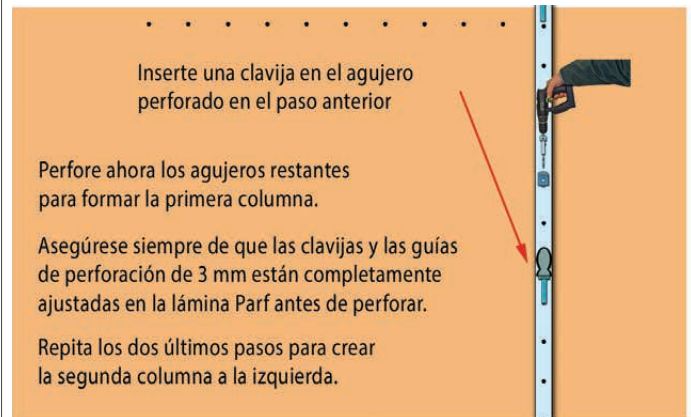 Inserte una clavija en el agujero
perforado en el paso anterior
Perfore ahora los agujeros restantes
para formar la primera columna.
Asegúrese siempre de que las clavijas y las guías
de perforación de 3 mm están completamente
ajustadas en la lámina Parf antes de perforar.
Repita los dos últimos pasos para crear
la segunda columna a la izquierda.